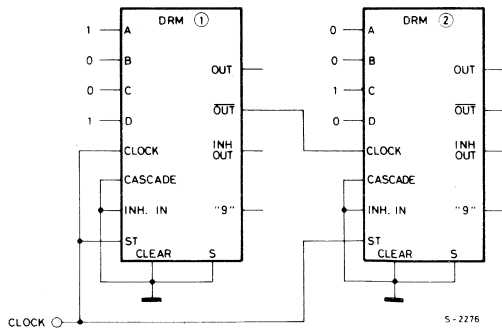 DRM 1
1 A
0 B
0 C
1 D
OUT
OUT
CLOCK
INH OUT
CASCADE
INH. IN
"9"
ST
CLEAR
S
DRM 2
0 A
0 B
1 C
0 D
OUT
OUT
CLOCK
INH OUT
CASCADE
INH. IN
"9"
ST
CLEAR
S
CLOCK
S-2276